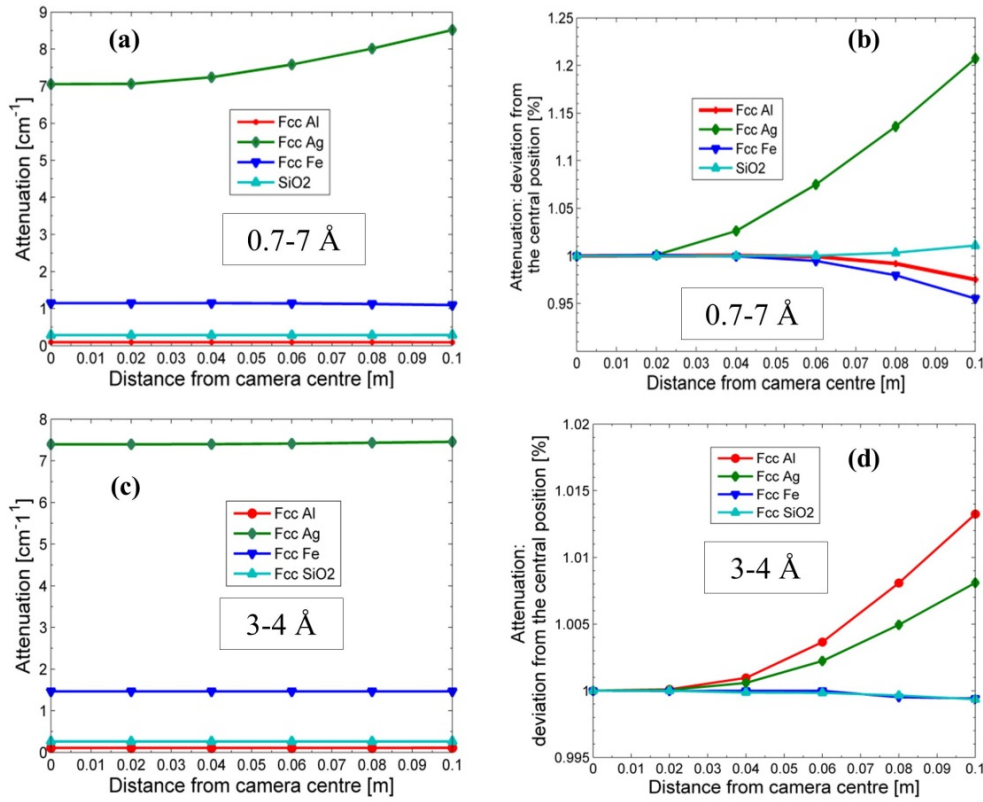 (a)
Attenuation [cm⁻¹]
9
8
7
6
5
4
3
2
1
0
Fcc Al
Fcc Ag
Fcc Fe
SiO2
0.7-7 Å
0 0.01 0.02 0.03 0.04 0.05 0.06 0.07 0.08 0.09 0.1
Distance from camera centre [m]
(b)
Attenuation: deviation from
the central position [%]
1.25
1.2
1.15
1.1
1.05
1
0.95
Fcc Al
Fcc Ag
Fcc Fe
SiO2
0.7-7 Å
0 0.01 0.02 0.03 0.04 0.05 0.06 0.07 0.08 0.09 0.1
Distance from camera centre [m]
(c)
Attenuation [cm⁻¹]
8
7
6
5
4
3
2
1
0
Fcc Al
Fcc Ag
Fcc Fe
Fcc SiO2
3-4 Å
0 0.01 0.02 0.03 0.04 0.05 0.06 0.07 0.08 0.09 0.1
Distance from camera centre [m]
(d)
Attenuation:
deviation from the central position [%]
1.02
1.015
1.01
1.005
1
0.995
Fcc Al
Fcc Ag
Fcc Fe
Fcc SiO2
3-4 Å
0 0.01 0.02 0.03 0.04 0.05 0.06 0.07 0.08 0.09 0.1
Distance from camera centre [m]